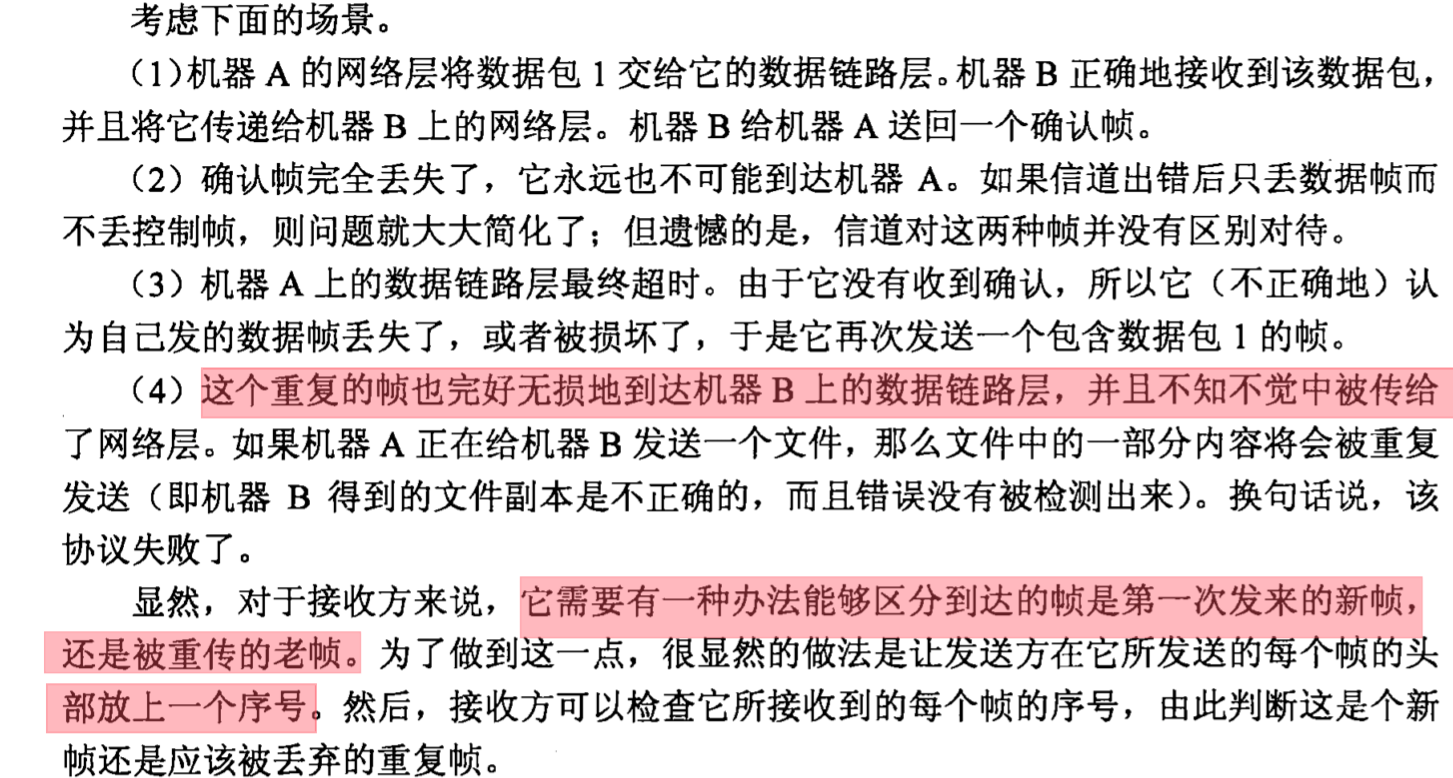 考虑下面的场景。
（1）机器 A 的网络层将数据包 1 交给它的数据链路层。机器 B 正确地接收到该数据包，
并且将它传递给机器 B 上的网络层。机器 B 给机器 A 送回一个确认帧。
（2）确认帧完全丢失了，它永远也不可能到达机器 A。如果信道出错后只丢数据帧而
不丢控制帧，则问题就大大简化了；但遗憾的是，信道对这两种帧并没有区别对待。
（3）机器 A 上的数据链路层最终超时。由于它没有收到确认，所以它（不正确地）认
为自己发的数据帧丢失了，或者被损坏了，于是它再次发送一个包含数据包 1 的帧。
（4）这个重复的帧也完好无损地到达机器 B 上的数据链路层，并且不知不觉中被传给
了网络层。如果机器 A 正在给机器 B 发送一个文件，那么文件中的一部分内容将会被重复
发送（即机器 B 得到的文件副本是不正确的，而且错误没有被检测出来）。换句话说，该
协议失败了。
显然，对于接收方来说，它需要有一种办法能够区分到达的帧是第一次发来的新帧，
还是被重传的老帧。为了做到这一点，很显然的做法是让发送方在它所发送的每个帧的头
部放上一个序号。然后，接收方可以检查它所接收到的每个帧的序号，由此判断这是个新
帧还是应该被丢弃的重复帧。